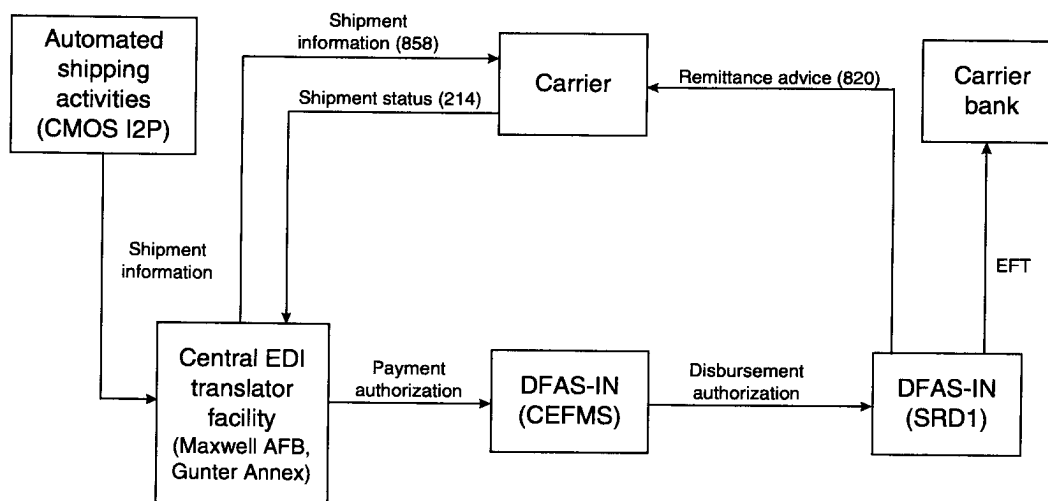 Automated
shipping
activities
(CMOS I2P)
Shipment
information (858)
Shipment status (214)
Carrier
Remittance advice (820)
Carrier
bank
Shipment
information
EFT
Central EDI
translator
facility
(Maxwell AFB,
Gunter Annex)
Payment
authorization
DFAS-IN
(CEFMS)
Disbursement
authorization
DFAS-IN
(SRD1)